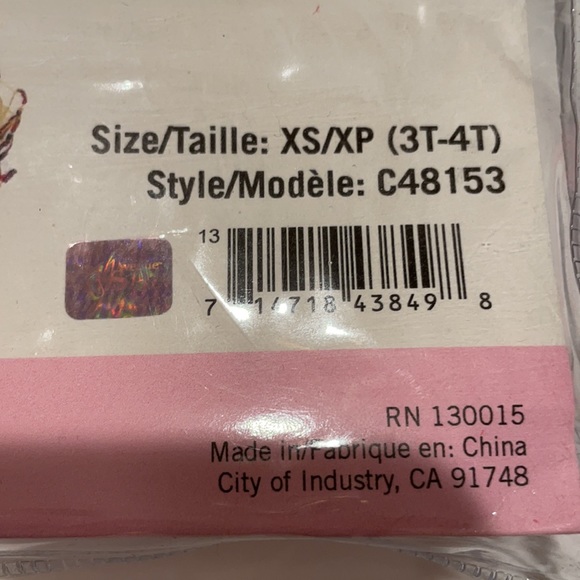 Size/Taille: XS/XP (3T-4T)
Style/Modèle: C48153
13
7 14718 43849 8
RN 130015
Made in/Fabrique en: China
City of Industry, CA 91748